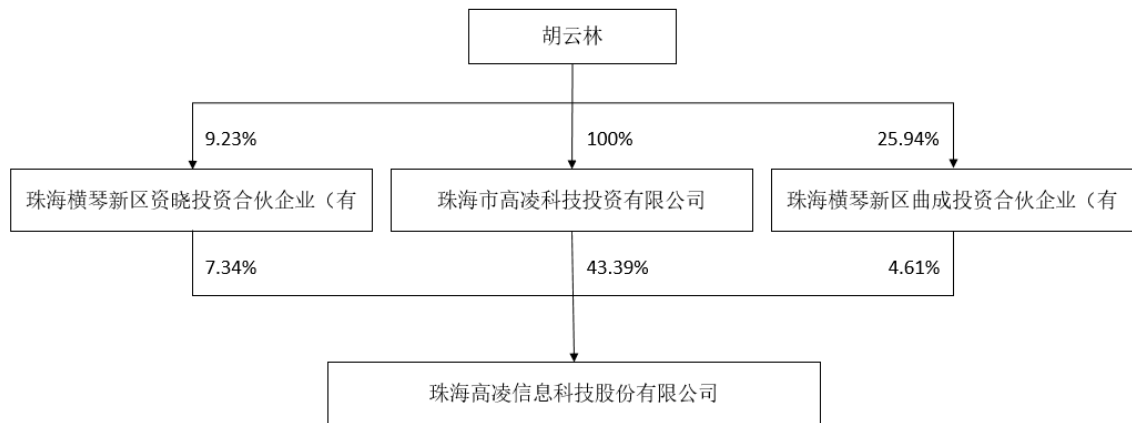 胡云林
9.23%
100%
25.94%
珠海横琴新区资晓投资合伙企业（有
珠海市高凌科技投资有限公司
珠海横琴新区曲成投资合伙企业（有
7.34%
43.39%
4.61%
珠海高凌信息科技股份有限公司